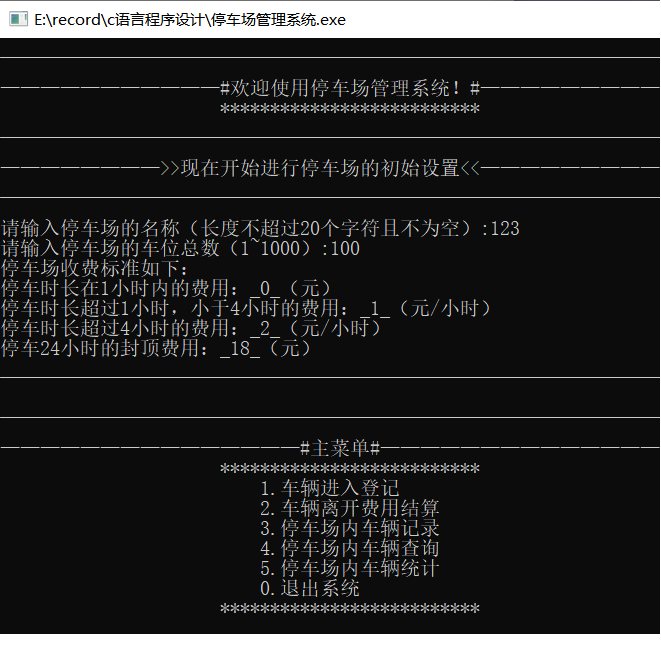 E:\record\c语言程序设计\停车场管理系统.exe
————————————————————————————————
———————————#欢迎使用停车场管理系统！#—————————
**************************
————————————————————————————————
————————>>现在开始进行停车场的初始设置<<—————————
————————————————————————————————
请输入停车场的名称（长度不超过20个字符且不为空）:123
请输入停车场的车位总数（1~1000）:100
停车场收费标准如下：
停车时长在1小时内的费用：_0_（元）
停车时长超过1小时，小于4小时的费用：_1_（元/小时）
停车时长超过4小时的费用：_2_（元/小时）
停车24小时的封顶费用：_18_（元）
————————————————————————————————
————————————————————————————————
———————————————#主菜单#——————————————
**************************
1.车辆进入登记
2.车辆离开费用结算
3.停车场内车辆记录
4.停车场内车辆查询
5.停车场内车辆统计
0.退出系统
**************************